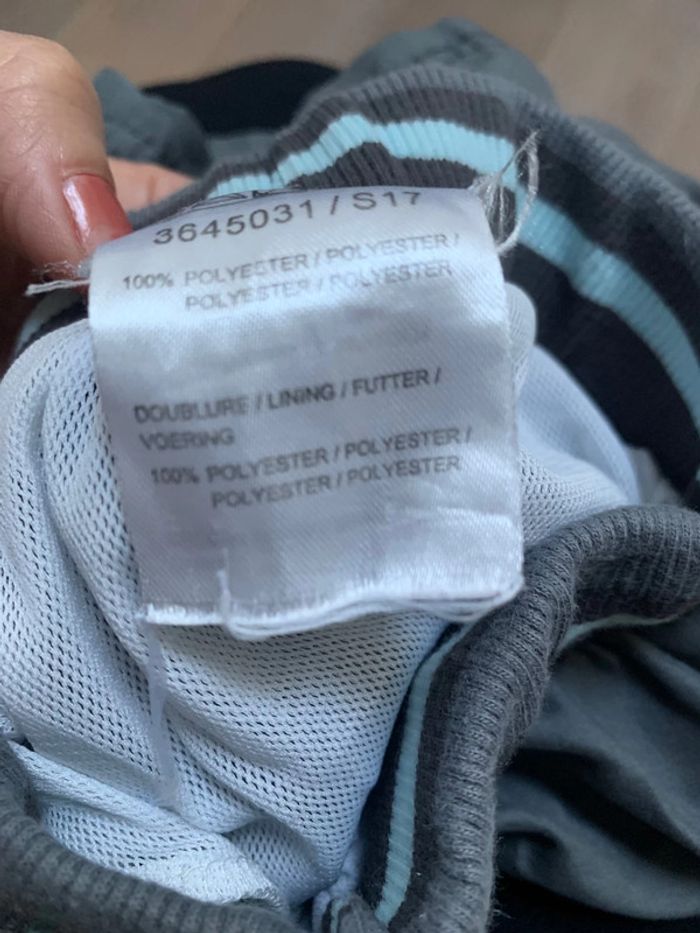 3645031 / S17
100% POLYESTER / POLYESTER /
POLYESTER / POLYESTER
DOUBLURE / LINING / FUTTER /
VOERING
100% POLYESTER / POLYESTER /
POLYESTER / POLYESTER